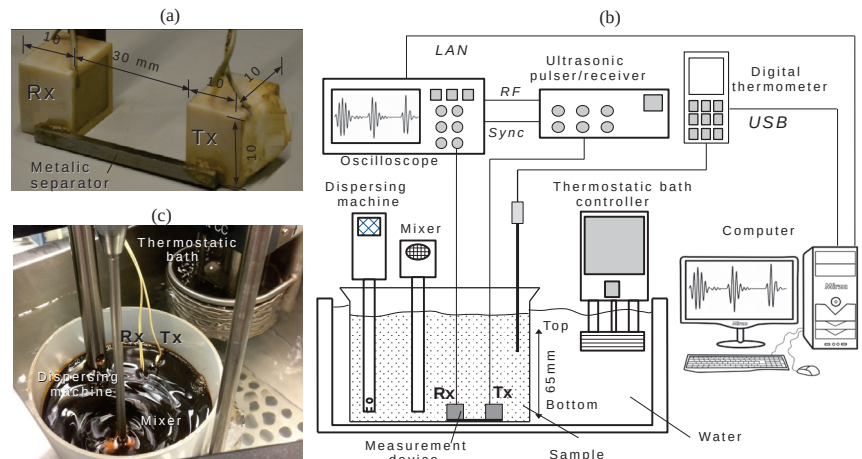 (a)
10
30 mm
10
10
Rx
Tx
10
Metalic
separator
(b)
LAN
Ultrasonic
pulser/receiver
RF
Sync
Oscilloscope
Digital
thermometer
USB
Dispersing
machine
Mixer
Thermostatic bath
controller
Computer
Top
65mm
Rx
Tx
Bottom
Measurement
device
Sample
Water
(c)
Thermostatic
bath
Rx Tx
Dispersing
machine
Mixer